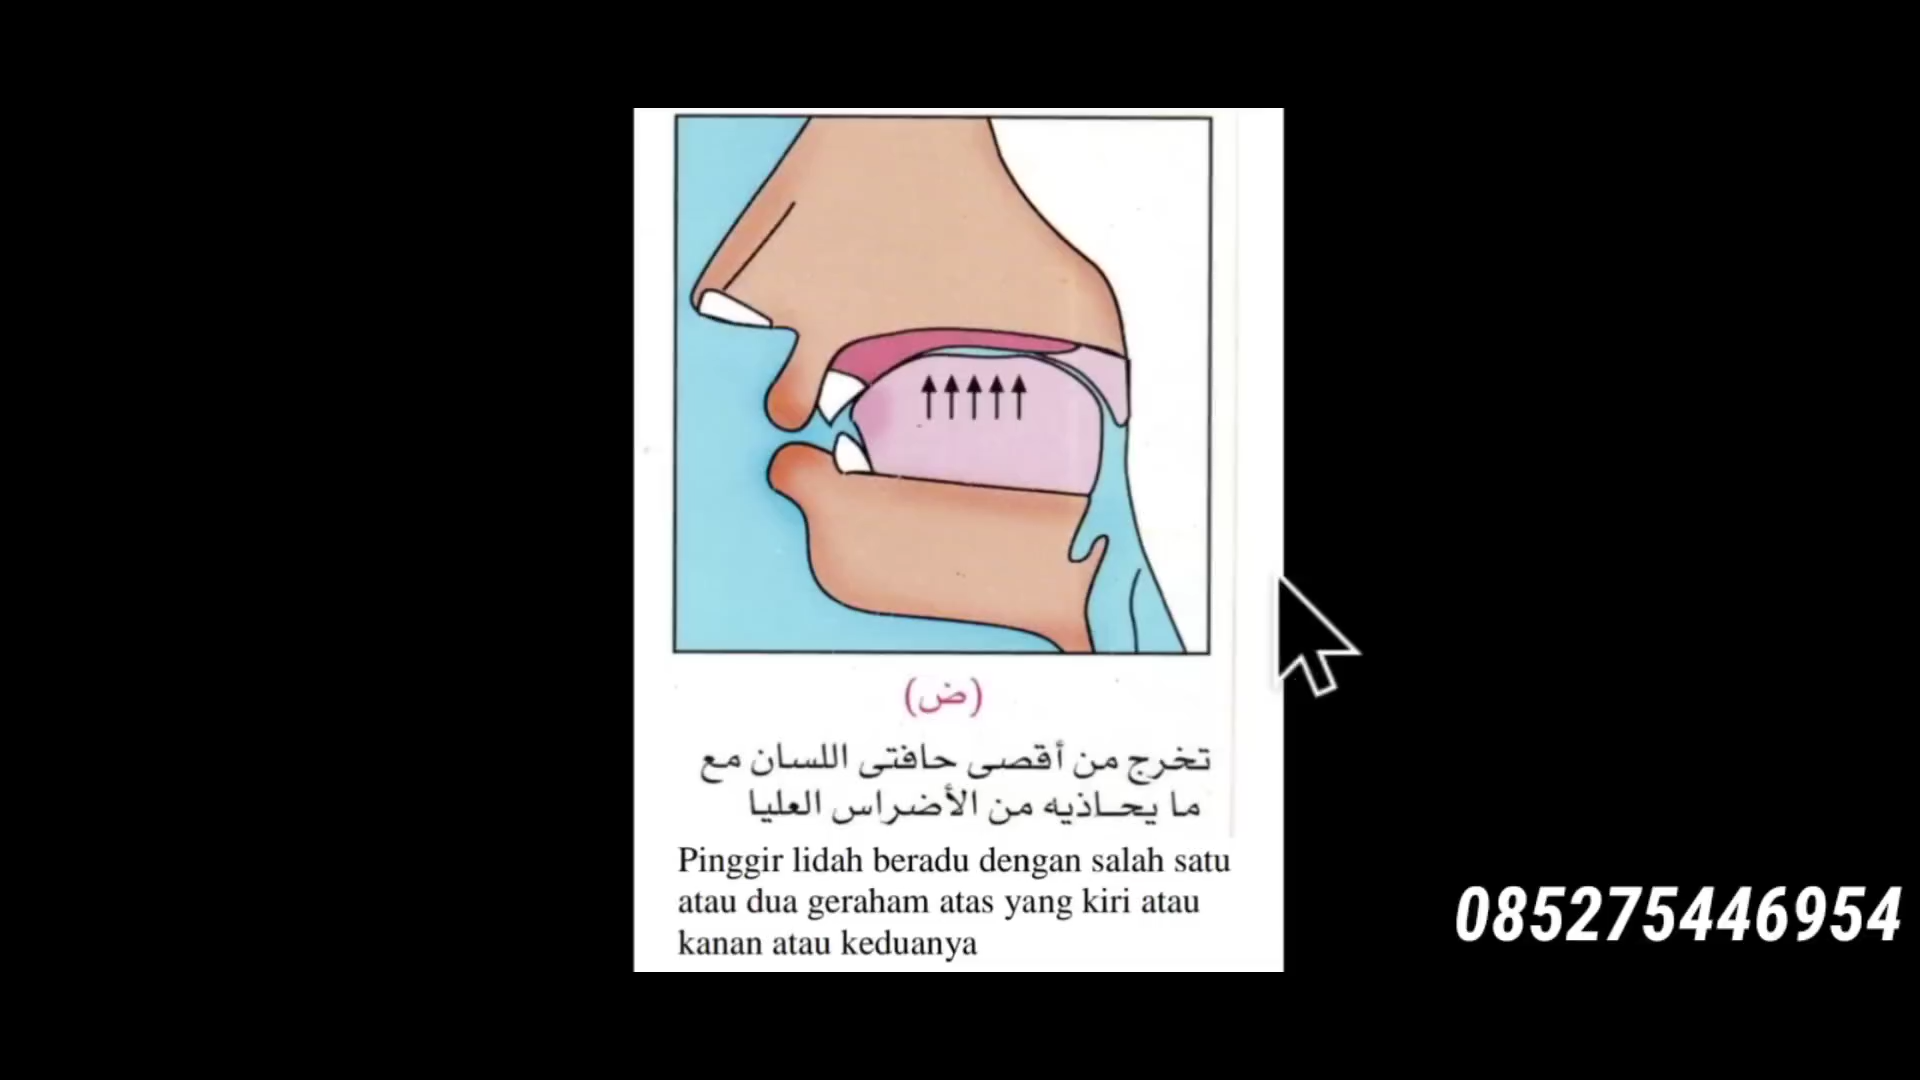 (ض)
تخرج من أقصى حافتى اللسان مع
ما يحـاذيه من الأضراس العليا
Pinggir lidah beradu dengan salah satu
atau dua geraham atas yang kiri atau
kanan atau keduanya
085275446954